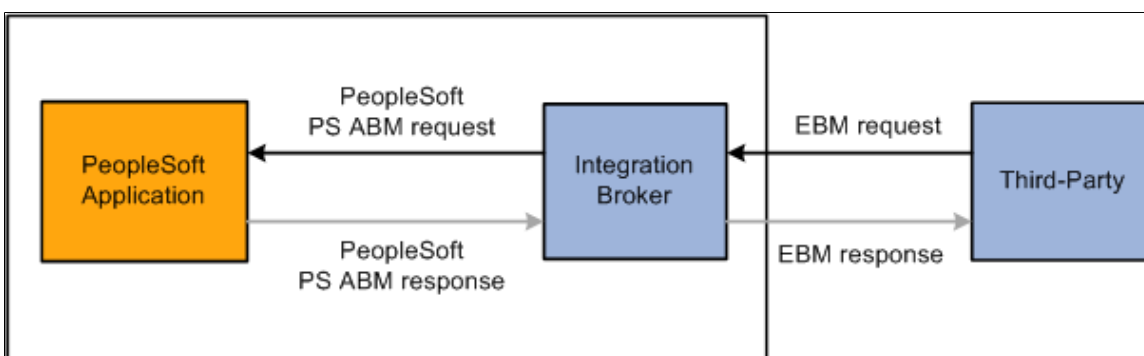 PeopleSoft
Application
PeopleSoft
PS ABM request
PeopleSoft
PS ABM response
Integration
Broker
EBM request
EBM response
Third-Party